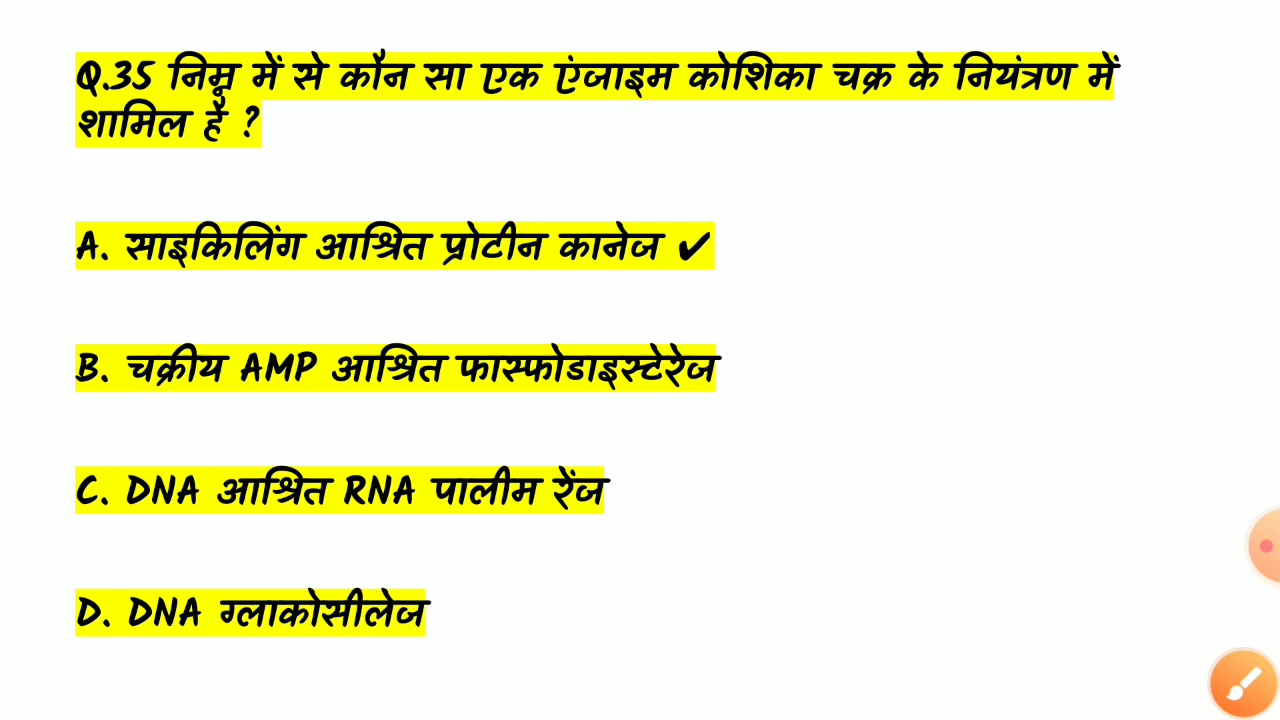 Q.35 निम्न में से कौन सा एक एंजाइम कोशिका चक्र के नियंत्रण में
शामिल है ?
A. साइकिलिंग आश्रित प्रोटीन कानेज ✔
B. चक्रीय AMP आश्रित फास्फोडाइस्टेरेज
C. DNA आश्रित RNA पालीम रेंज
D. DNA ग्लाकोसीलेज